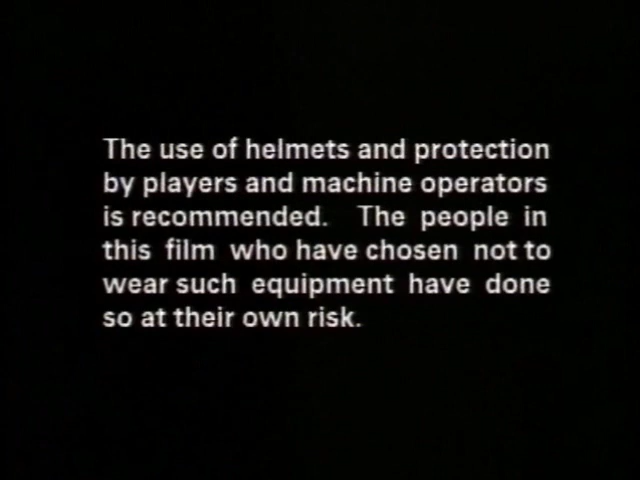 The use of helmets and protection
by players and machine operators
is recommended. The people in
this film who have chosen not to
wear such equipment have done
so at their own risk.